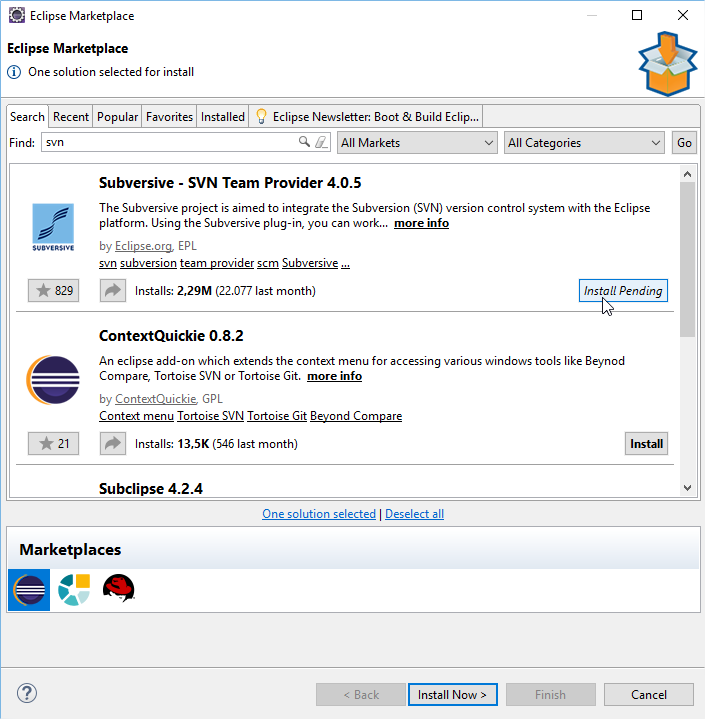 Eclipse Marketplace
Eclipse Marketplace
One solution selected for install
Search Recent Popular Favorites Installed Eclipse Newsletter: Boot & Build Eclip...
Find: svn All Markets All Categories Go
Subversive - SVN Team Provider 4.0.5
The Subversive project is aimed to integrate the Subversion (SVN) version control system with the Eclipse
platform. Using the Subversive plug-in, you can work... more info
SUBVERSIVE
by Eclipse.org, EPL
svn subversion team provider scm Subversive ...
829 Installs: 2,29M (22.077 last month) Install Pending
ContextQuickie 0.8.2
An eclipse add-on which extends the context menu for accessing various windows tools like Beynod
Compare, Tortoise SVN or Tortoise Git. more info
by ContextQuickie, GPL
Context menu Tortoise SVN Tortoise Git Beyond Compare
21 Installs: 13,5K (546 last month) Install
Subclipse 4.2.4
One solution selected | Deselect all
Marketplaces
? < Back Install Now > Finish Cancel